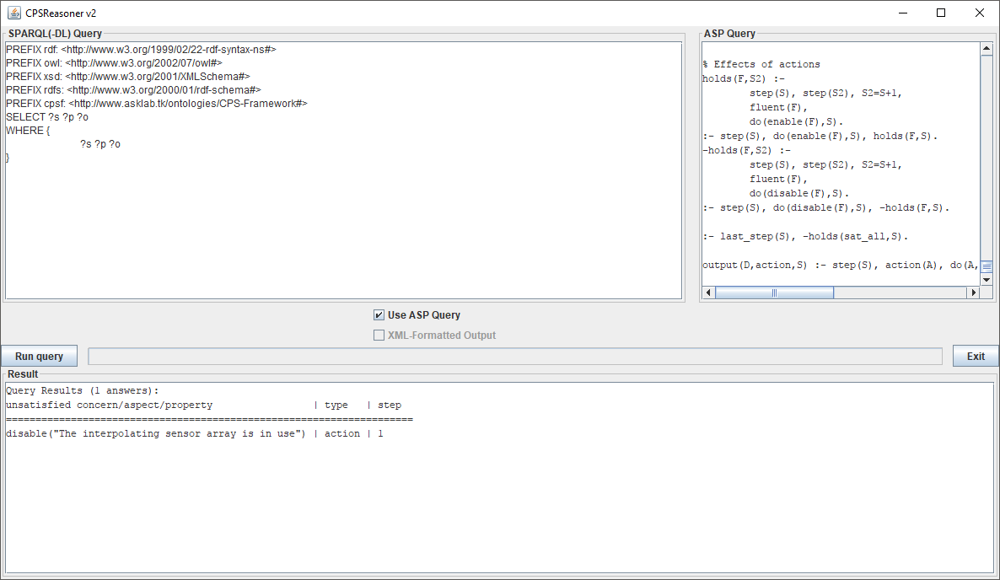 CPSReasoner v2
SPARQL(-DL) Query
PREFIX rdf: <http://www.w3.org/1999/02/22-rdf-syntax-ns#>
PREFIX owl: <http://www.w3.org/2002/07/owl#>
PREFIX xsd: <http://www.w3.org/2001/XMLSchema#>
PREFIX rdfs: <http://www.w3.org/2000/01/rdf-schema#>
PREFIX cpsf: <http://www.asklab.tk/ontologies/CPS-Framework#>
SELECT ?s ?p ?o
WHERE {
?s ?p ?o
}
ASP Query
% Effects of actions
holds(F,S2) :-
step(S), step(S2), S2=S+1,
fluent(F),
do(enable(F),S).
:- step(S), do(enable(F),S), holds(F,S).
-holds(F,S2) :-
step(S), step(S2), S2=S+1,
fluent(F),
do(disable(F),S).
:- step(S), do(disable(F),S), -holds(F,S).
:- last_step(S), -holds(sat_all,S).
output(D,action,S) :- step(S), action(A), do(A,
Use ASP Query
XML-Formatted Output
Run query
Exit
Result
Query Results (1 answers):
unsatisfied concern/aspect/property | type | step
=====================================================================
disable("The interpolating sensor array is in use") | action | 1